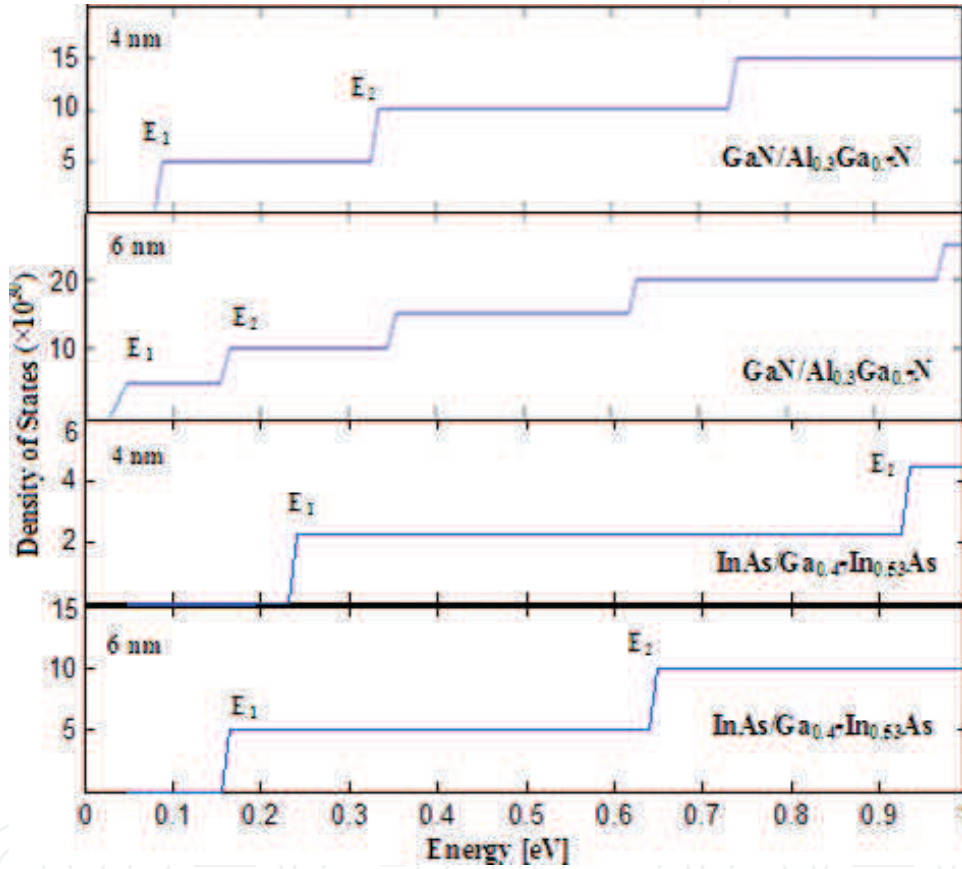 Density of States (×10²⁰)
4 nm
15
10
5
E₁
E₂
GaN/Al₀.₃Ga₀.₇N
6 nm
20
10
0
E₁
E₂
GaN/Al₀.₃Ga₀.₇N
6
4 nm
4
2
E₁
E₂
InAs/Ga₀.₄₇In₀.₅₃As
15
6 nm
10
5
E₁
E₂
InAs/Ga₀.₄₇In₀.₅₃As
0 0.1 0.2 0.3 0.4 0.5 0.6 0.7 0.8 0.9
Energy [eV]